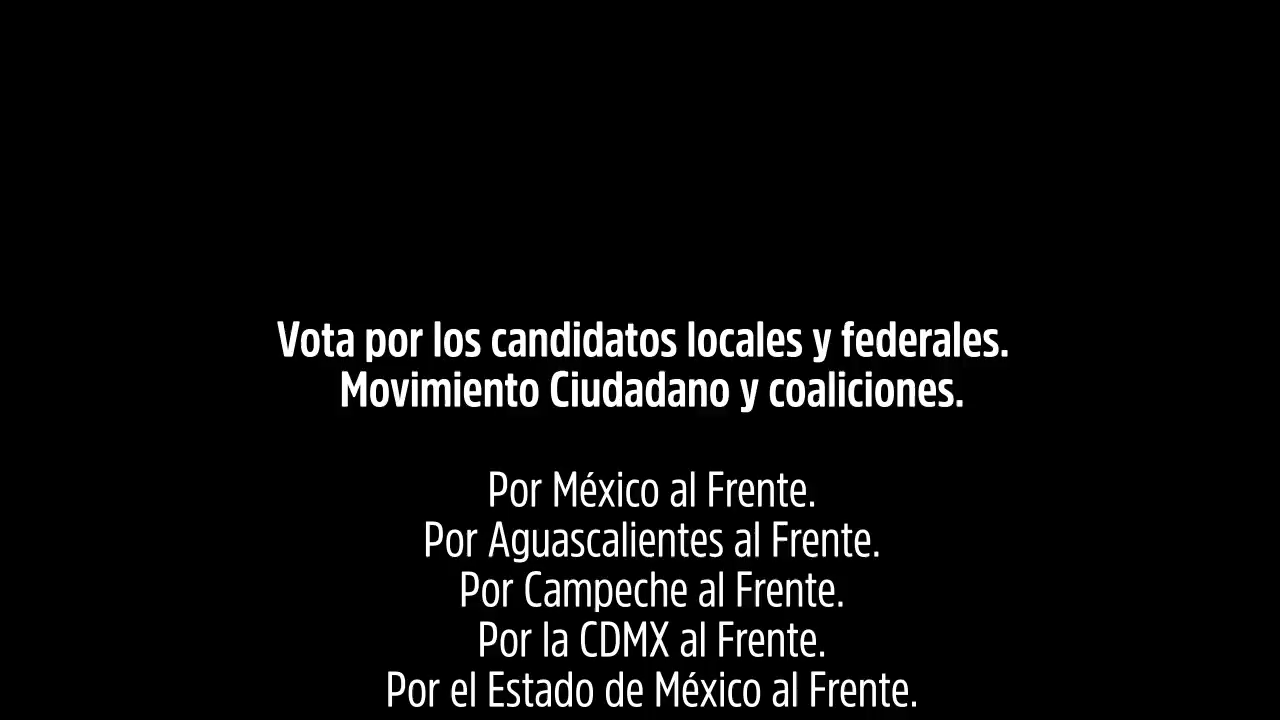 Vota por los candidatos locales y federales.
Movimiento Ciudadano y coaliciones.
Por México al Frente.
Por Aguascalientes al Frente.
Por Campeche al Frente.
Por la CDMX al Frente.
Por el Estado de México al Frente.